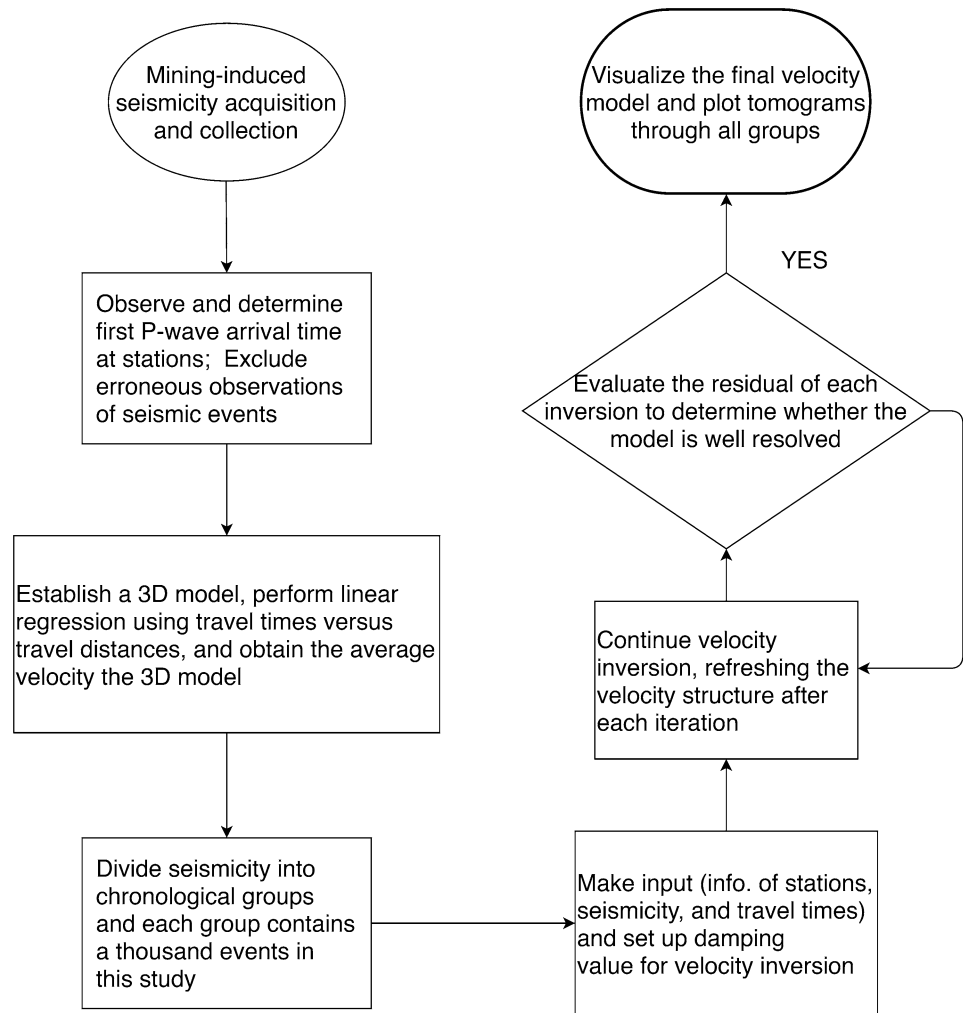 Mining-induced
seismicity acquisition
and collection
Observe and determine
first P-wave arrival time
at stations;  Exclude
erroneous observations
of seismic events
Establish a 3D model, perform linear
regression using travel times versus
travel distances, and obtain the average
velocity the 3D model
Divide seismicity into
chronological groups
and each group contains
a thousand events in
this study
Make input (info. of stations,
seismicity, and travel times)
and set up damping
value for velocity inversion
Continue velocity
inversion, refreshing the
velocity structure after
each iteration
Evaluate the residual of each
inversion to determine whether the
model is well resolved
YES
Visualize the final velocity
model and plot tomograms
through all groups